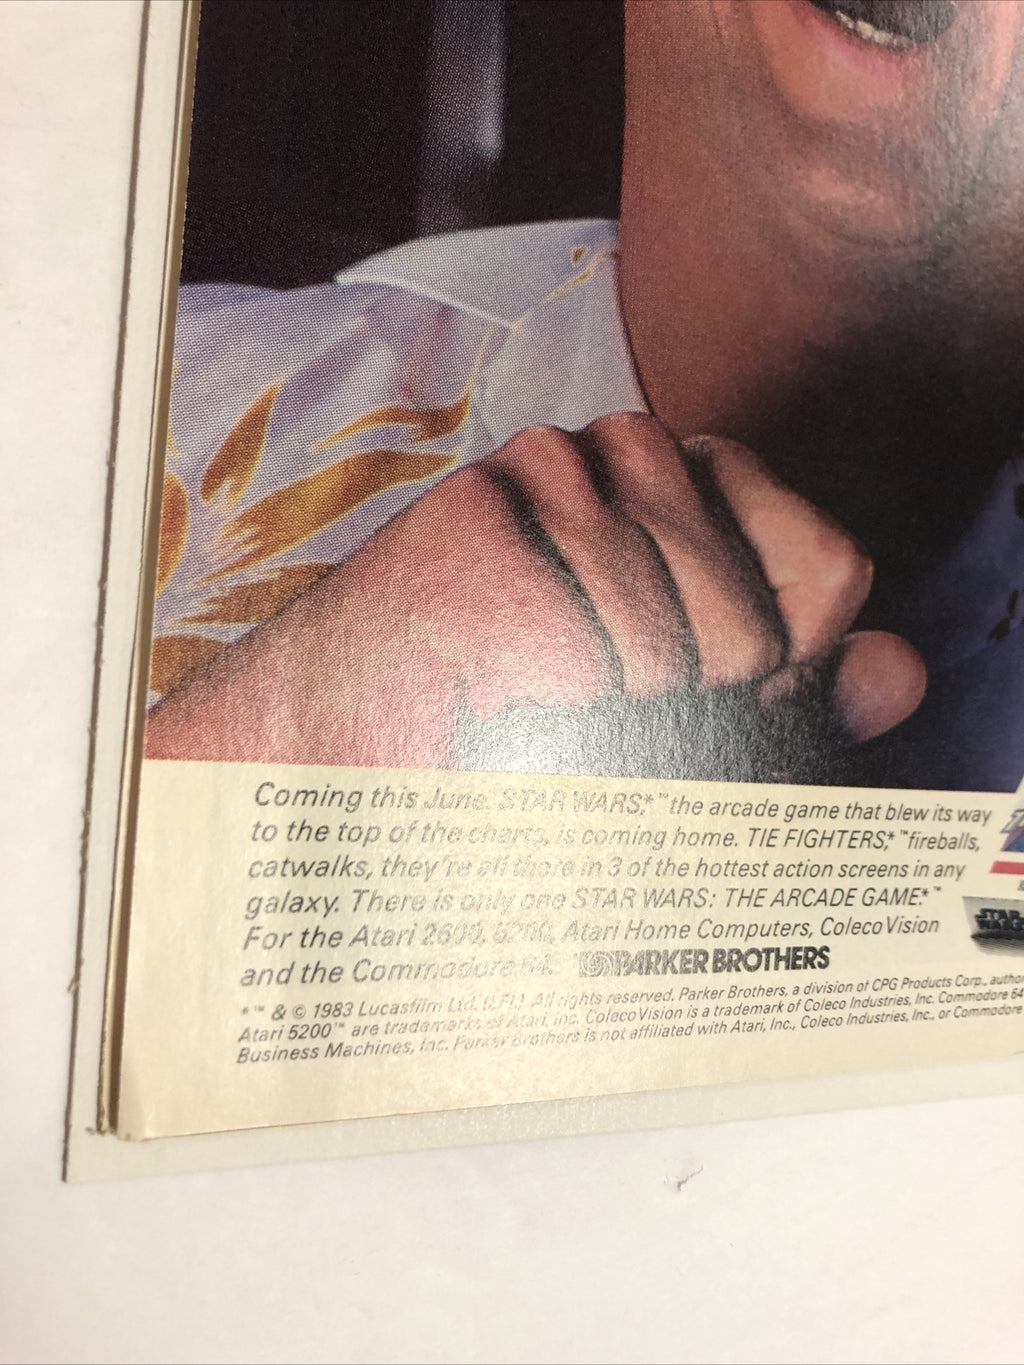 Coming this June. STAR WARS,*™ the arcade game that blew its way
to the top of the charts, is coming home. TIE FIGHTERS,*™ fireballs,
catwalks, they're all there in 3 of the hottest action screens in any
galaxy. There is only one STAR WARS: THE ARCADE GAME.*™
For the Atari 2600, 5200, Atari Home Computers, ColecoVision
and the Commodore 64. PARKER BROTHERS
*™ & © 1983 Lucasfilm Ltd. (LFL). All rights reserved. Parker Brothers, a division of CPG Products Corp.,
Atari 5200™ are trademarks of Atari, Inc. ColecoVision is a trademark of Coleco Industries, Inc. Commodore 64
Business Machines, Inc. Parker Brothers is not affiliated with Atari, Inc., Coleco Industries, Inc., or Commodore
STAR
WARS